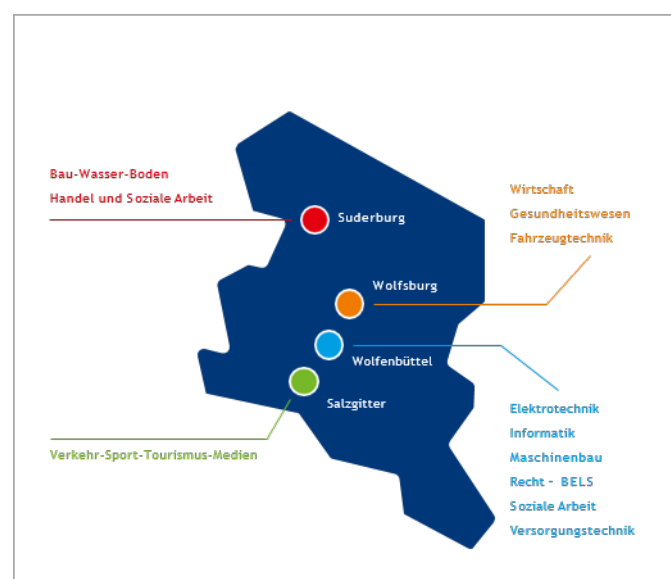 Bau-Wasser-Boden
Handel und Soziale Arbeit
Suderburg
Wirtschaft
Gesundheitswesen
Fahrzeugtechnik
Wolfsburg
Wolfenbüttel
Salzgitter
Verkehr-Sport-Tourismus-Medien
Elektrotechnik
Informatik
Maschinenbau
Recht - BELS
Soziale Arbeit
Versorgungstechnik